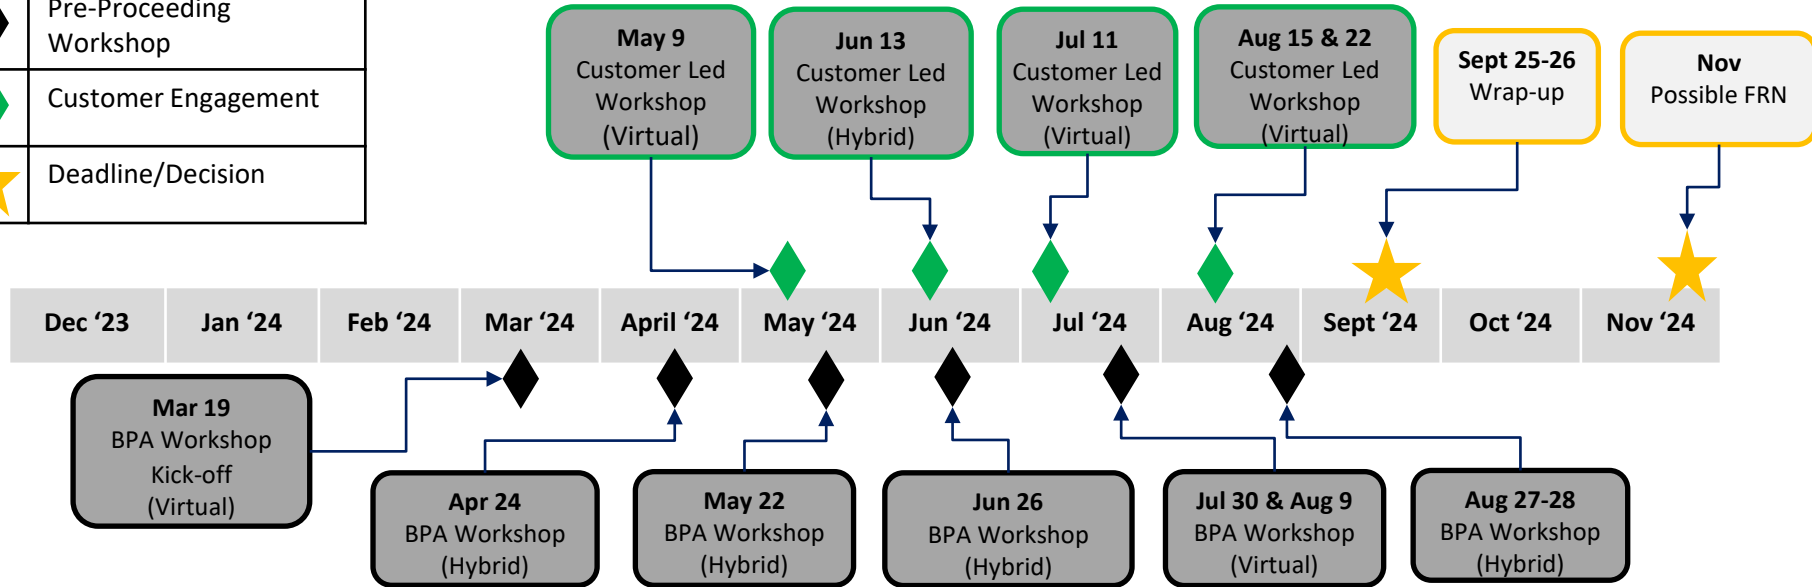 Pre-Proceeding
Workshop
Customer Engagement
Deadline/Decision
May 9
Customer Led
Workshop
(Virtual)
Jun 13
Customer Led
Workshop
(Hybrid)
Jul 11
Customer Led
Workshop
(Virtual)
Aug 15 & 22
Customer Led
Workshop
(Virtual)
Sept 25-26
Wrap-up
Nov
Possible FRN
Dec ‘23
Jan ‘24
Feb ‘24
Mar ‘24
April ‘24
May ‘24
Jun ‘24
Jul ‘24
Aug ‘24
Sept ‘24
Oct ‘24
Nov ‘24
Mar 19
BPA Workshop
Kick-off
(Virtual)
Apr 24
BPA Workshop
(Hybrid)
May 22
BPA Workshop
(Hybrid)
Jun 26
BPA Workshop
(Hybrid)
Jul 30 & Aug 9
BPA Workshop
(Virtual)
Aug 27-28
BPA Workshop
(Hybrid)